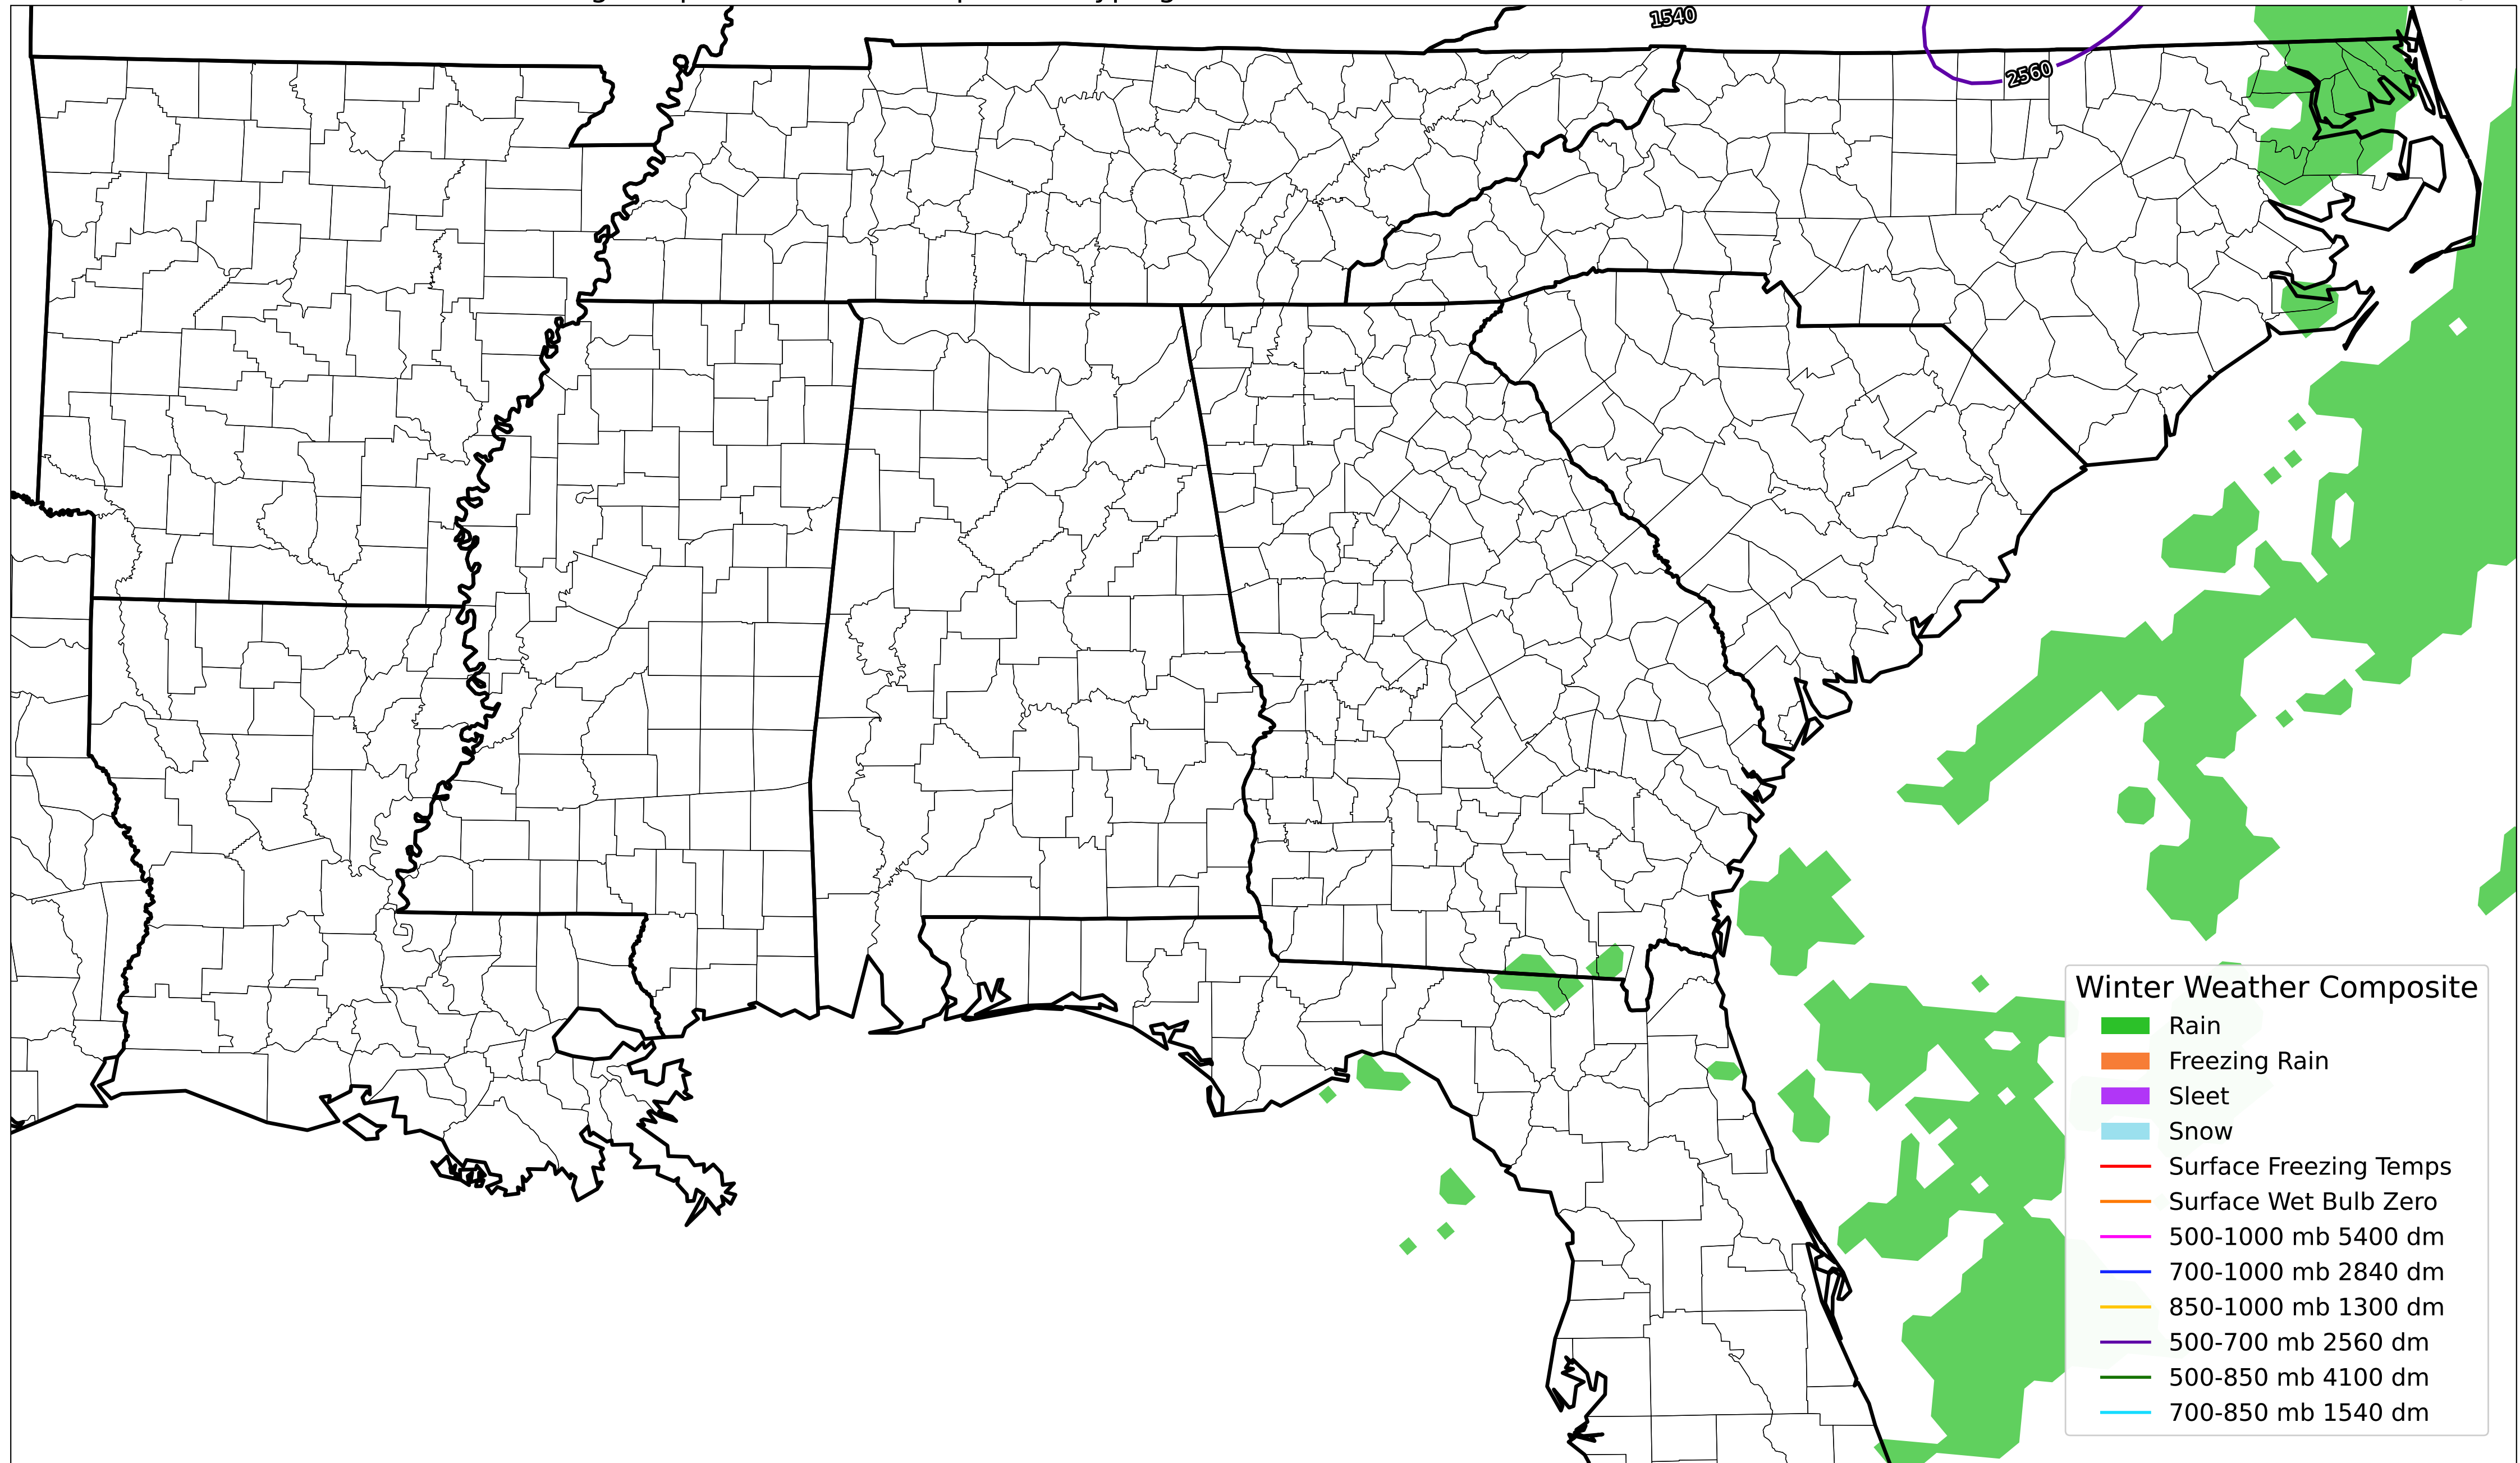 1540
2560
Winter Weather Composite
Rain
Freezing Rain
Sleet
Snow
Surface Freezing Temps
Surface Wet Bulb Zero
500-1000 mb 5400 dm
700-1000 mb 2840 dm
850-1000 mb 1300 dm
500-700 mb 2560 dm
500-850 mb 4100 dm
700-850 mb 1540 dm